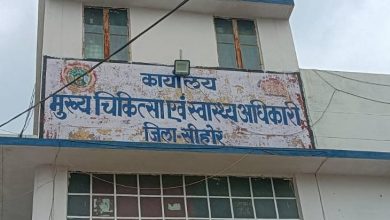 कार्यालय
मुख्य चिकित्सा एवं स्वास्थ्य अधिकारी
जिला-सीहोर